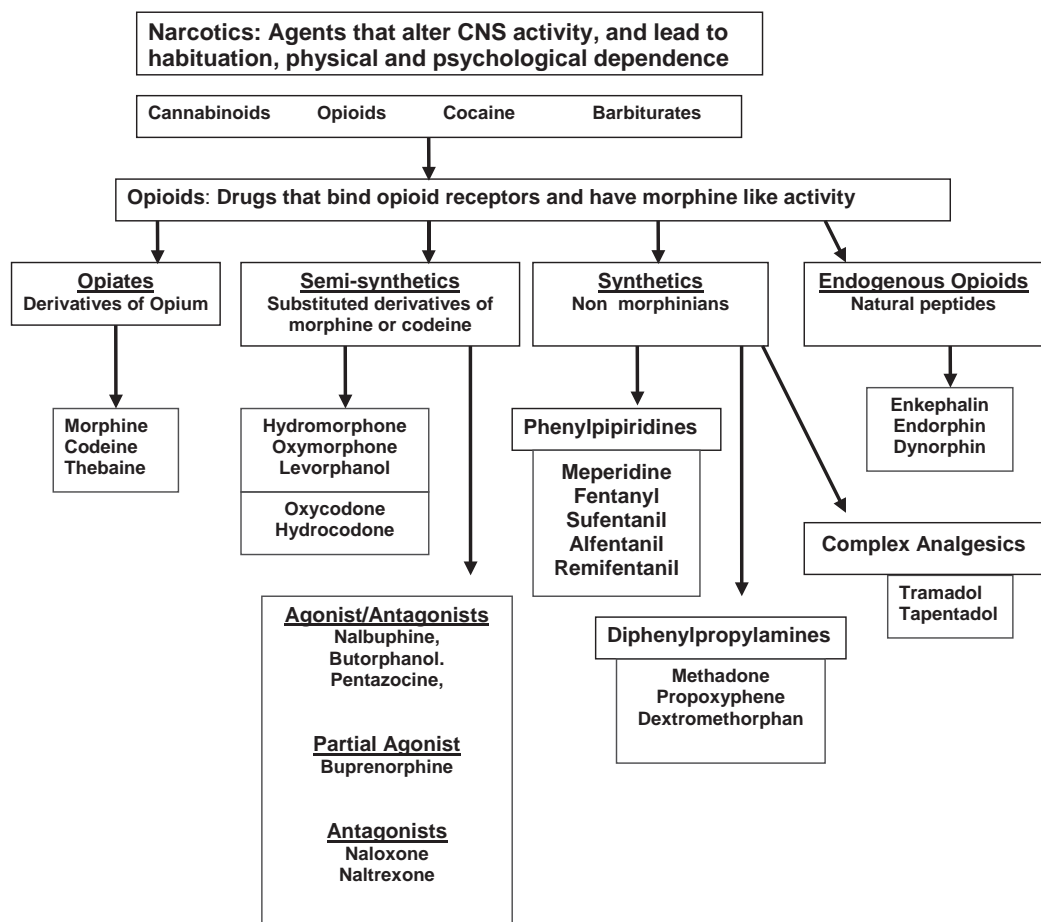 Narcotics: Agents that alter CNS activity, and lead to
habituation, physical and psychological dependence
Cannabinoids Opioids Cocaine Barbiturates
Opioids: Drugs that bind opioid receptors and have morphine like activity
Opiates
Derivatives of Opium
Semi-synthetics
Substituted derivatives of
morphine or codeine
Synthetics
Non morphinians
Endogenous Opioids
Natural peptides
Morphine
Codeine
Thebaine
Hydromorphone
Oxymorphone
Levorphanol
Oxycodone
Hydrocodone
Phenylpipiridines
Meperidine
Fentanyl
Sufentanil
Alfentanil
Remifentanil
Enkephalin
Endorphin
Dynorphin
Complex Analgesics
Tramadol
Tapentadol
Agonist/Antagonists
Nalbuphine,
Butorphanol.
Pentazocine,
Partial Agonist
Buprenorphine
Antagonists
Naloxone
Naltrexone
Diphenylpropylamines
Methadone
Propoxyphene
Dextromethorphan